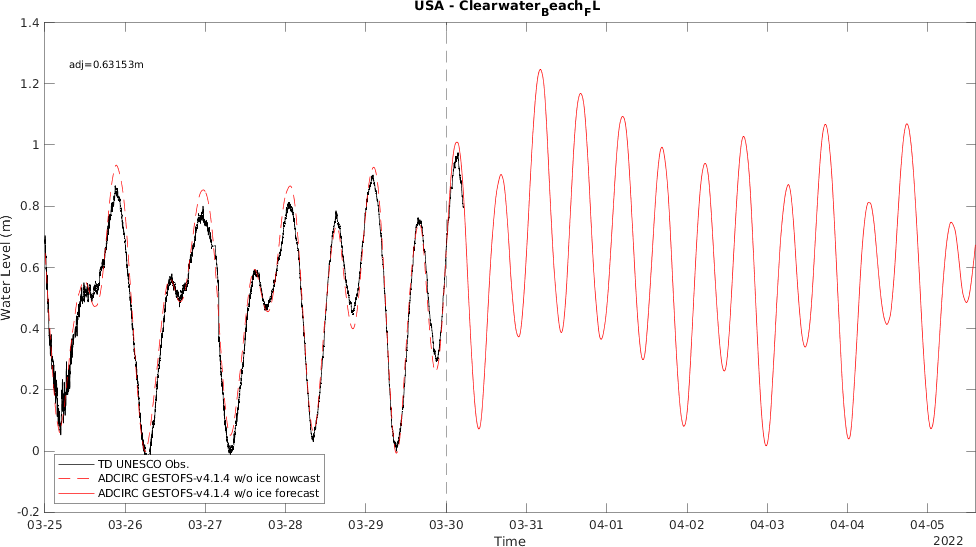 USA - Clearwater_Beach_FL
1.4
adj=0.63153m
1.2
1
0.8
Water Level (m)
0.6
0.4
0.2
0
TD UNESCO Obs.
ADCIRC GESTOFS-v4.1.4 w/o ice nowcast
ADCIRC GESTOFS-v4.1.4 w/o ice forecast
-0.2
03-25 03-26 03-27 03-28 03-29 03-30 03-31 04-01 04-02 04-03 04-04 04-05
Time
2022